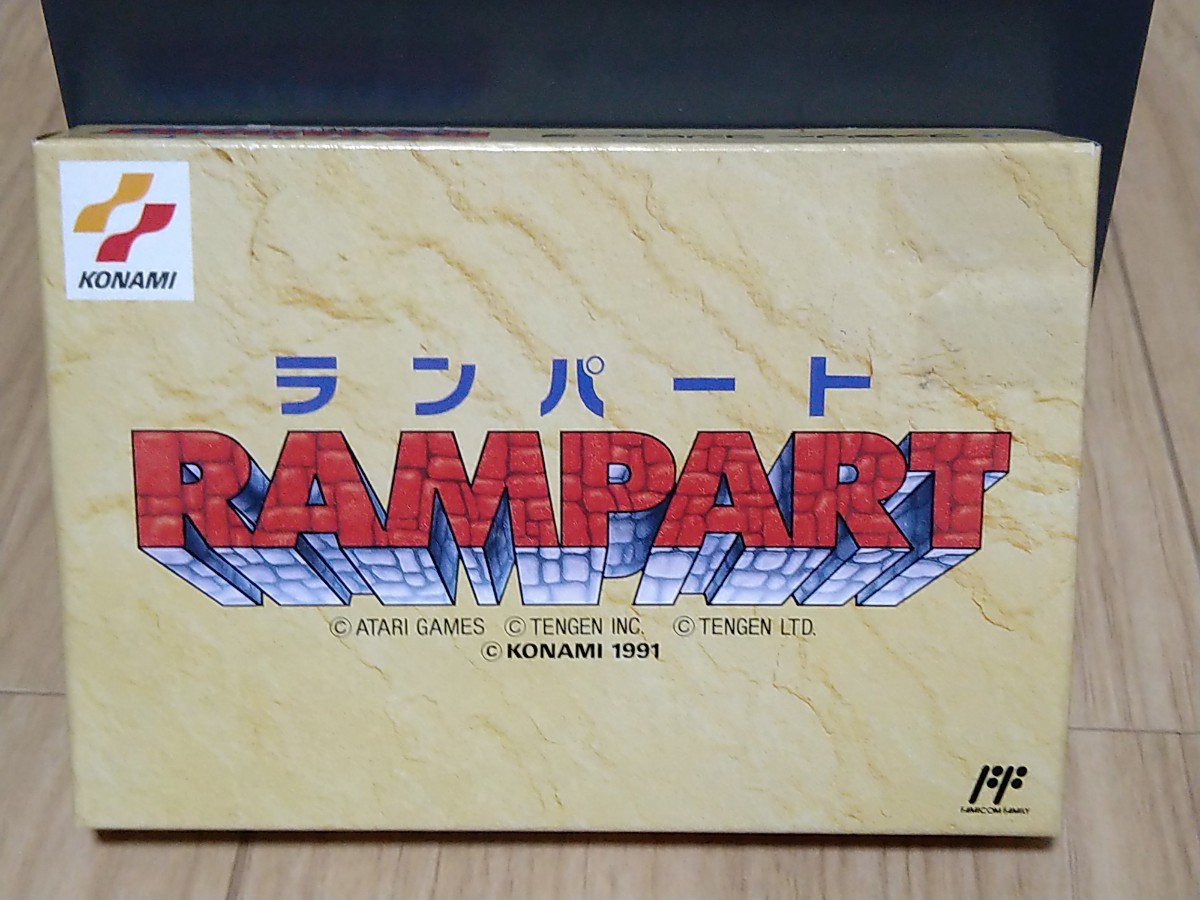 KONAMI
ランパート
RAMPART
© ATARI GAMES © TENGEN INC. © TENGEN LTD.
© KONAMI 1991
FAMICOM FAMILY